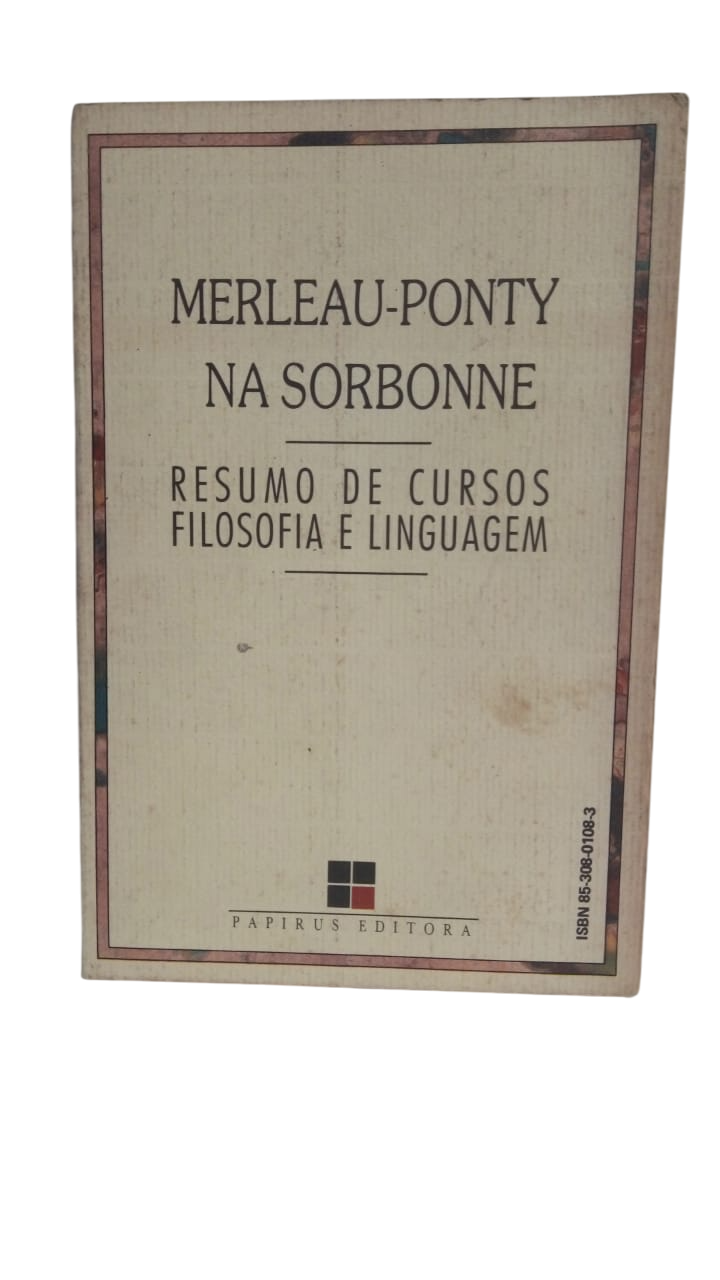 MERLEAU-PONTY
NA SORBONNE
RESUMO DE CURSOS
FILOSOFIA E LINGUAGEM
ISBN 85-308-0108-3
PAPIRUS EDITORA